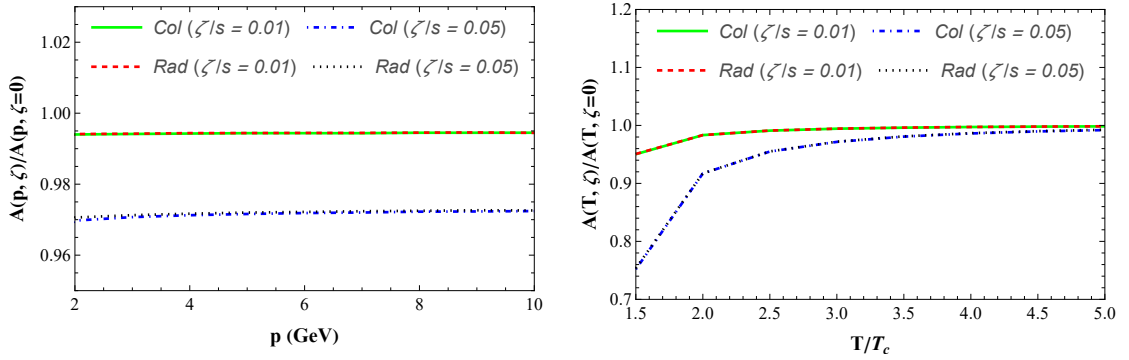 Col (ζ/s = 0.01) Col (ζ/s = 0.05)
Rad (ζ/s = 0.01) Rad (ζ/s = 0.05)
A(p, ζ)/A(p, ζ=0)
1.02
1.00
0.98
0.96
2 4 6 8 10
p (GeV)
Col (ζ/s = 0.01) Col (ζ/s = 0.05)
Rad (ζ/s = 0.01) Rad (ζ/s = 0.05)
A(T, ζ)/A(T, ζ=0)
1.2
1.1
1.0
0.9
0.8
0.7
1.5 2.0 2.5 3.0 3.5 4.0 4.5 5.0
T/Tc